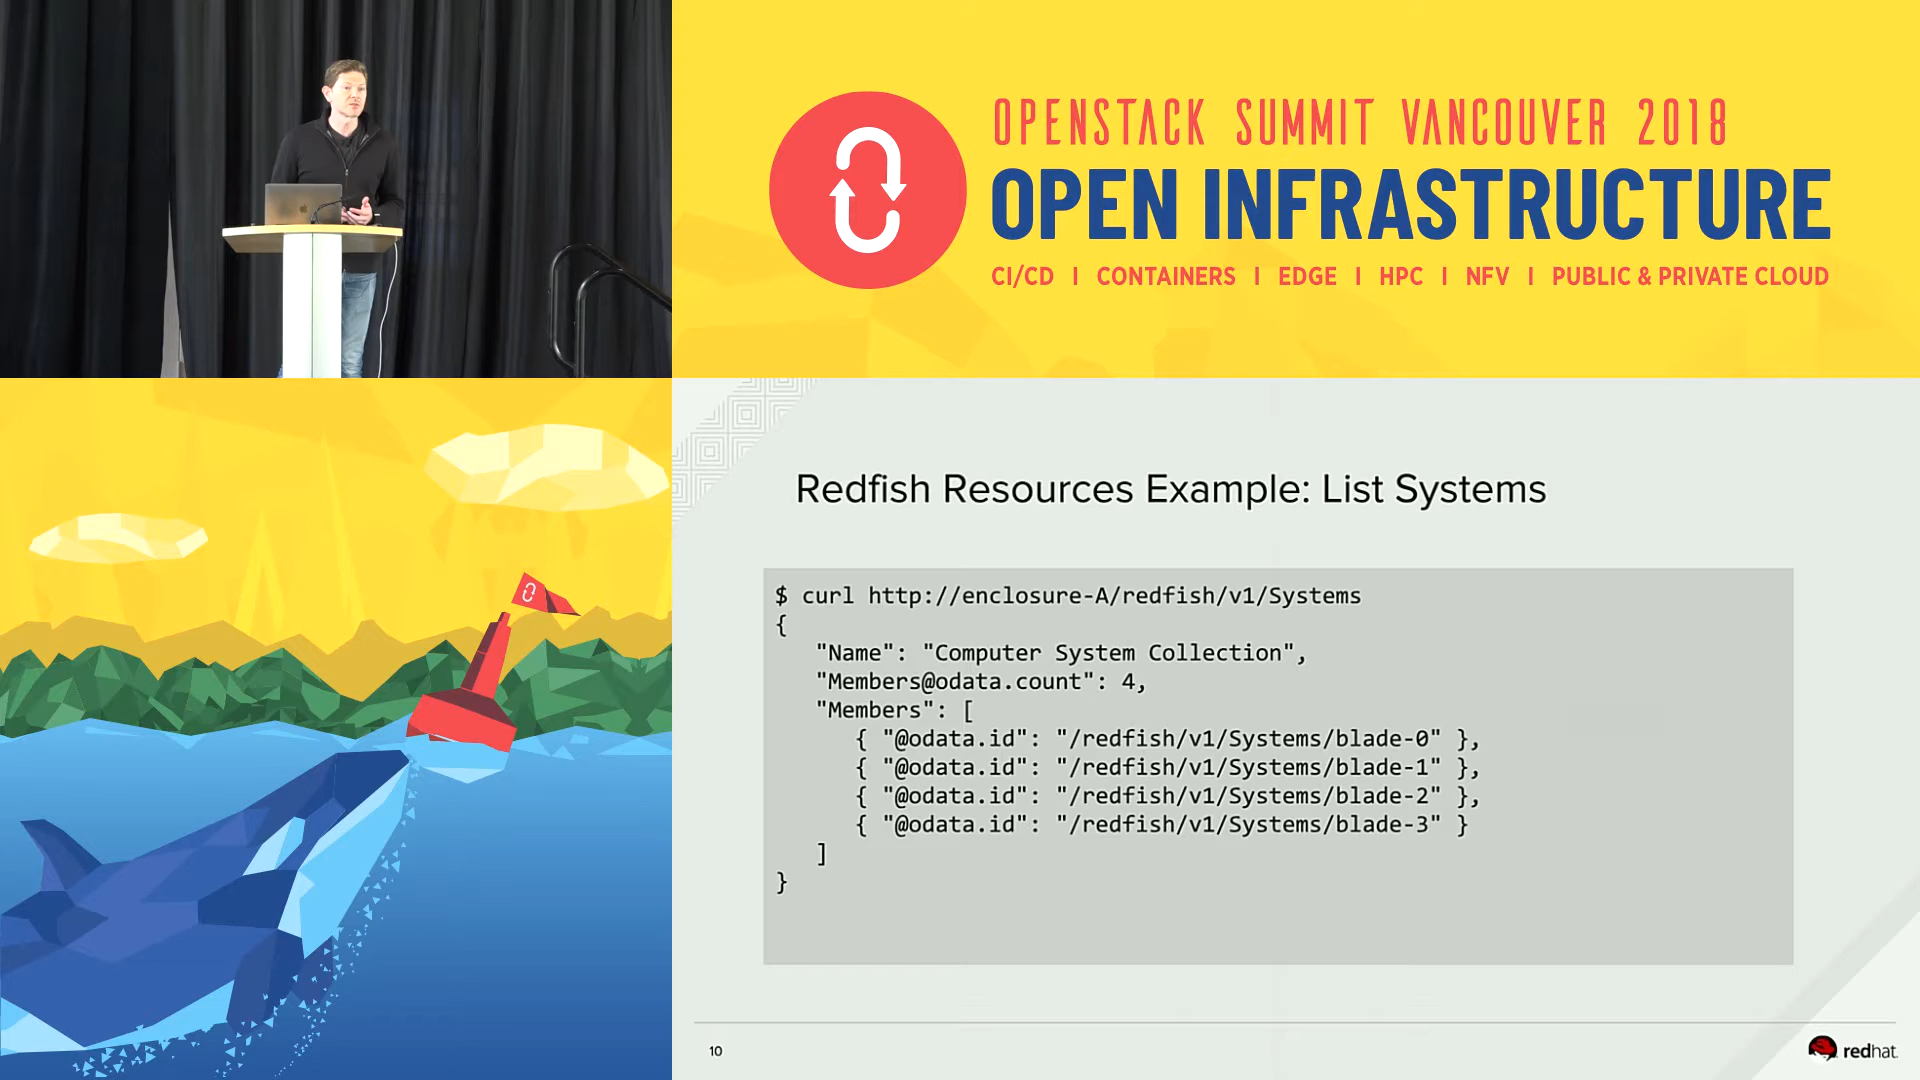 OPENSTACK SUMMIT VANCOUVER 2018
OPEN INFRASTRUCTURE
CI/CD | CONTAINERS | EDGE | HPC | NFV | PUBLIC & PRIVATE CLOUD
Redfish Resources Example: List Systems
$ curl http://enclosure-A/redfish/v1/Systems
{
"Name": "Computer System Collection",
"Members@odata.count": 4,
"Members": [
{ "@odata.id": "/redfish/v1/Systems/blade-0" },
{ "@odata.id": "/redfish/v1/Systems/blade-1" },
{ "@odata.id": "/redfish/v1/Systems/blade-2" },
{ "@odata.id": "/redfish/v1/Systems/blade-3" }
]
}
10
redhat.